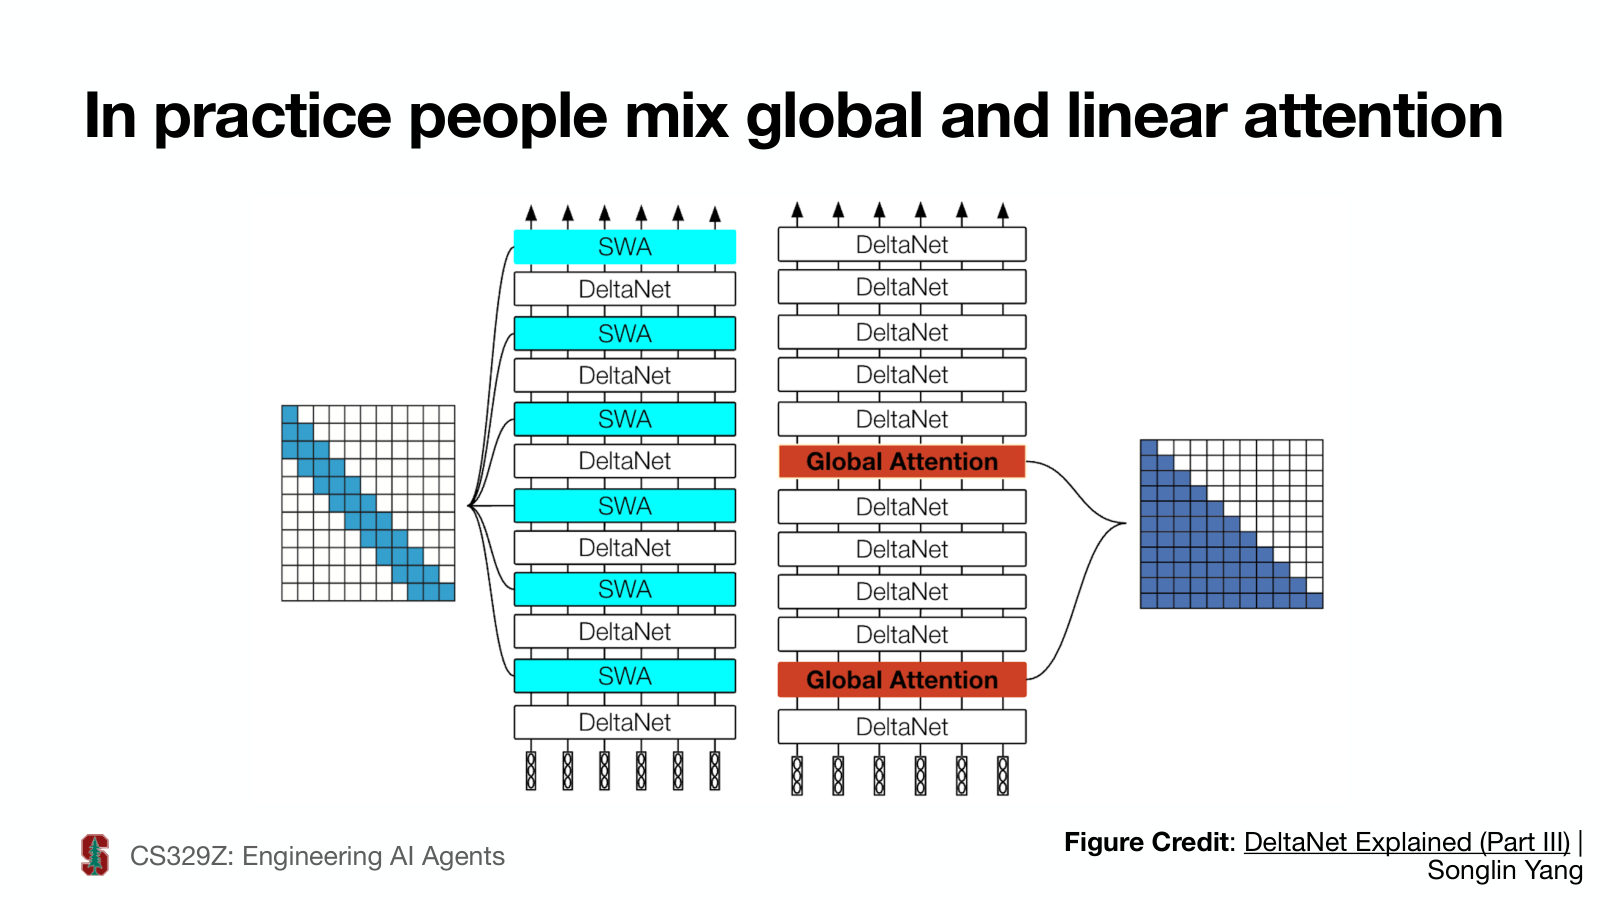 In practice people mix global and linear attention
SWA
DeltaNet
SWA
DeltaNet
SWA
DeltaNet
SWA
DeltaNet
SWA
DeltaNet
SWA
DeltaNet
DeltaNet
DeltaNet
DeltaNet
DeltaNet
DeltaNet
Global Attention
DeltaNet
DeltaNet
DeltaNet
DeltaNet
Global Attention
DeltaNet
CS329Z: Engineering AI Agents
Figure Credit: DeltaNet Explained (Part III) |
Songlin Yang